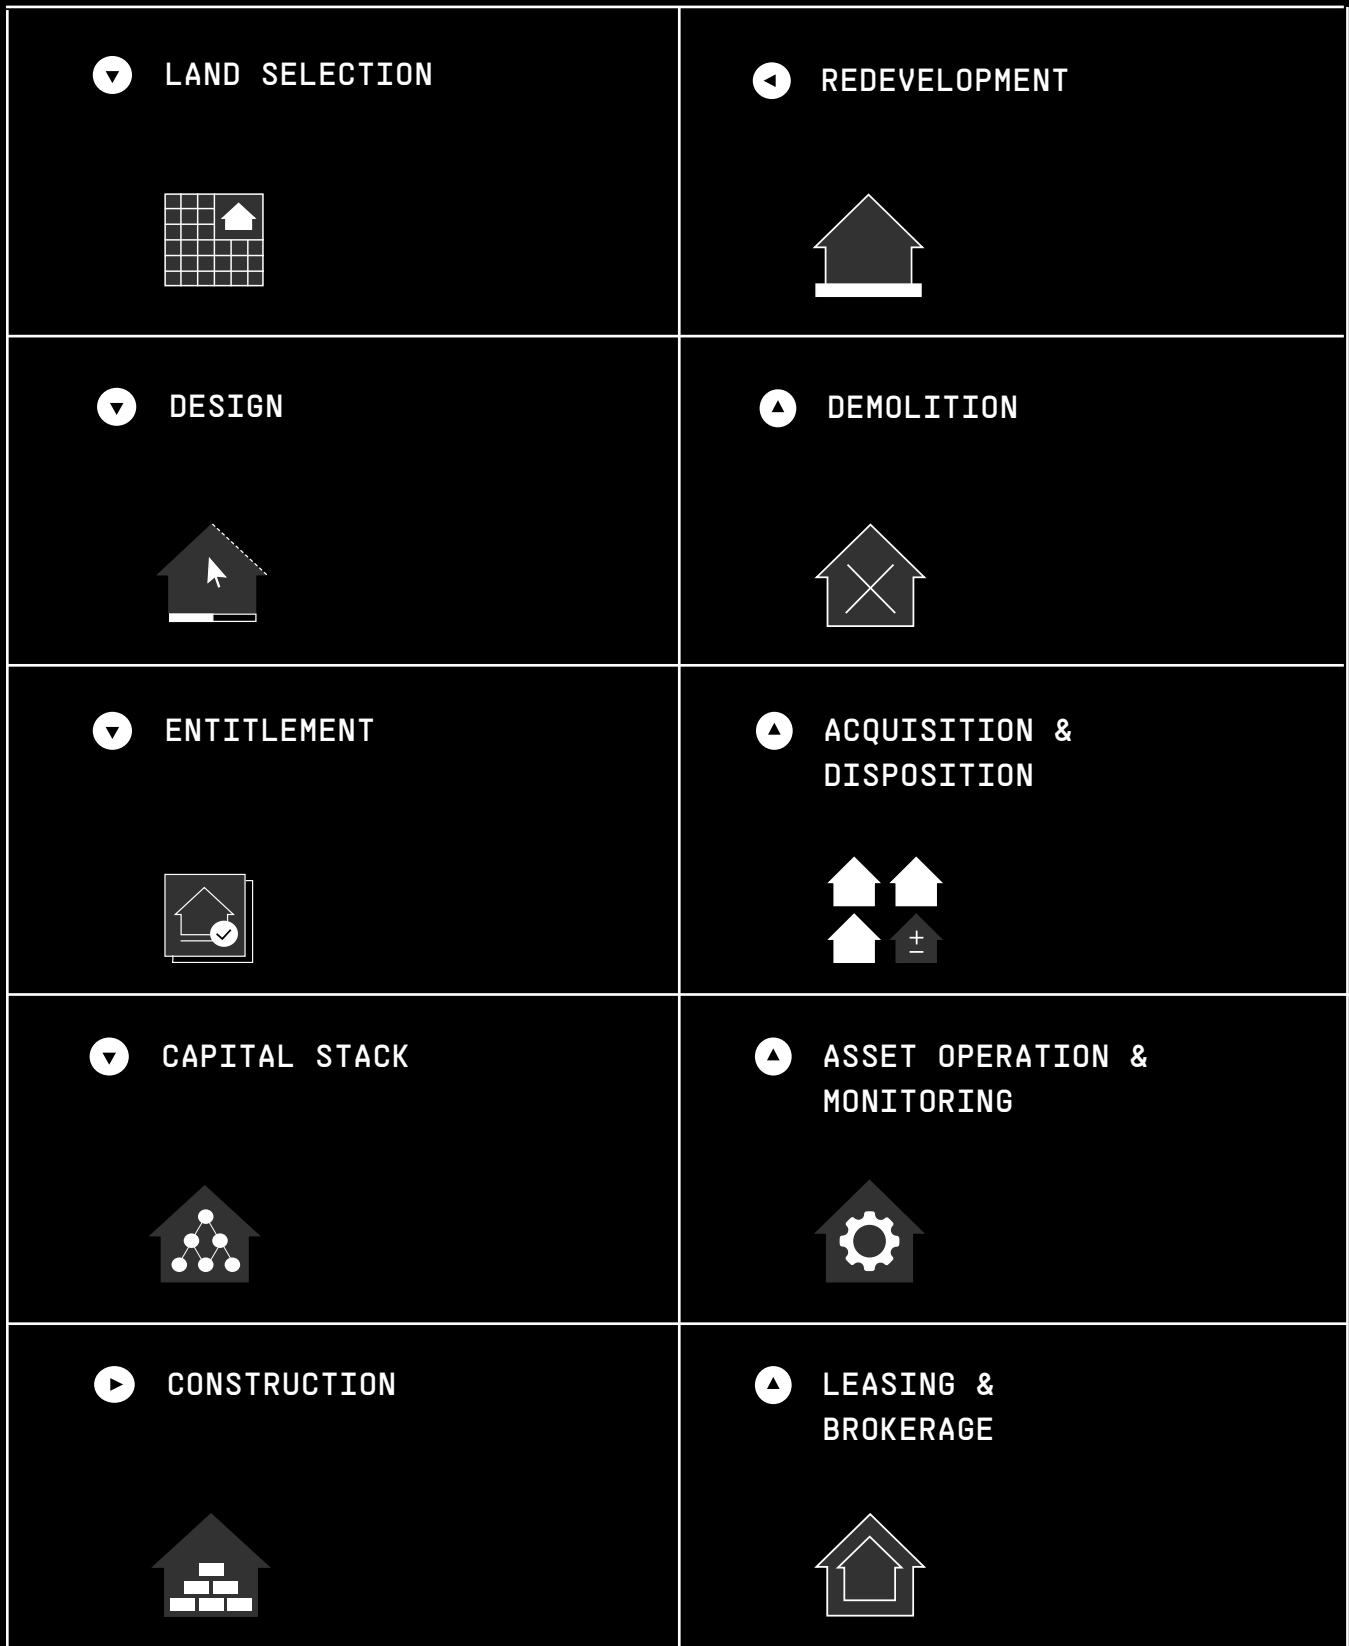 LAND SELECTION
REDEVELOPMENT
DESIGN
DEMOLITION
ENTITLEMENT
ACQUISITION &
DISPOSITION
CAPITAL STACK
ASSET OPERATION &
MONITORING
CONSTRUCTION
LEASING &
BROKERAGE